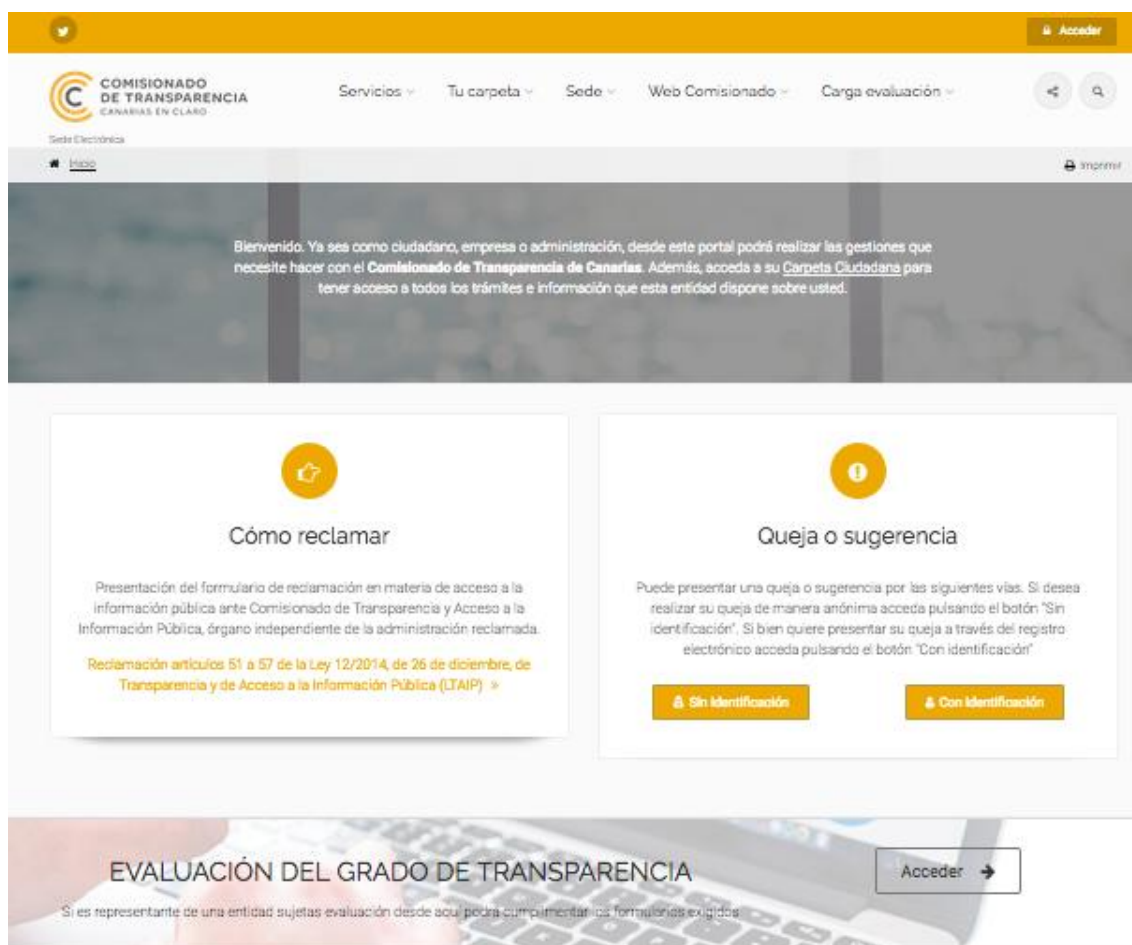 Acceder
COMISIONADO
DE TRANSPARENCIA
CANARIAS EN CLARO
Servicios
Tu carpeta
Sede
Web Comisionado
Carga evaluación
Sede Electrónica
Inicio
Imprimir
Bienvenido. Ya sea como ciudadano, empresa o administración, desde este portal podrá realizar las gestiones que
necesite hacer con el Comisionado de Transparencia de Canarias. Además, acceda a su Carpeta Ciudadana para
tener acceso a todos los trámites e información que esta entidad dispone sobre usted.
Cómo reclamar
Presentación del formulario de reclamación en materia de acceso a la
información pública ante Comisionado de Transparencia y Acceso a la
Información Pública, órgano independiente de la administración reclamada.
Reclamación artículos 51 a 57 de la Ley 12/2014, de 26 de diciembre, de
Transparencia y de Acceso a la Información Pública (LTAIP) »
Queja o sugerencia
Puede presentar una queja o sugerencia por las siguientes vías. Si desea
realizar su queja de manera anónima acceda pulsando el botón "Sin
identificación". Si bien quiere presentar su queja a través del registro
electrónico acceda pulsando el botón "Con identificación"
Sin Identificación
Con Identificación
EVALUACIÓN DEL GRADO DE TRANSPARENCIA
Acceder
Si es representante de una entidad sujetas evaluación desde aquí podrá cumplimentar los formularios exigidos